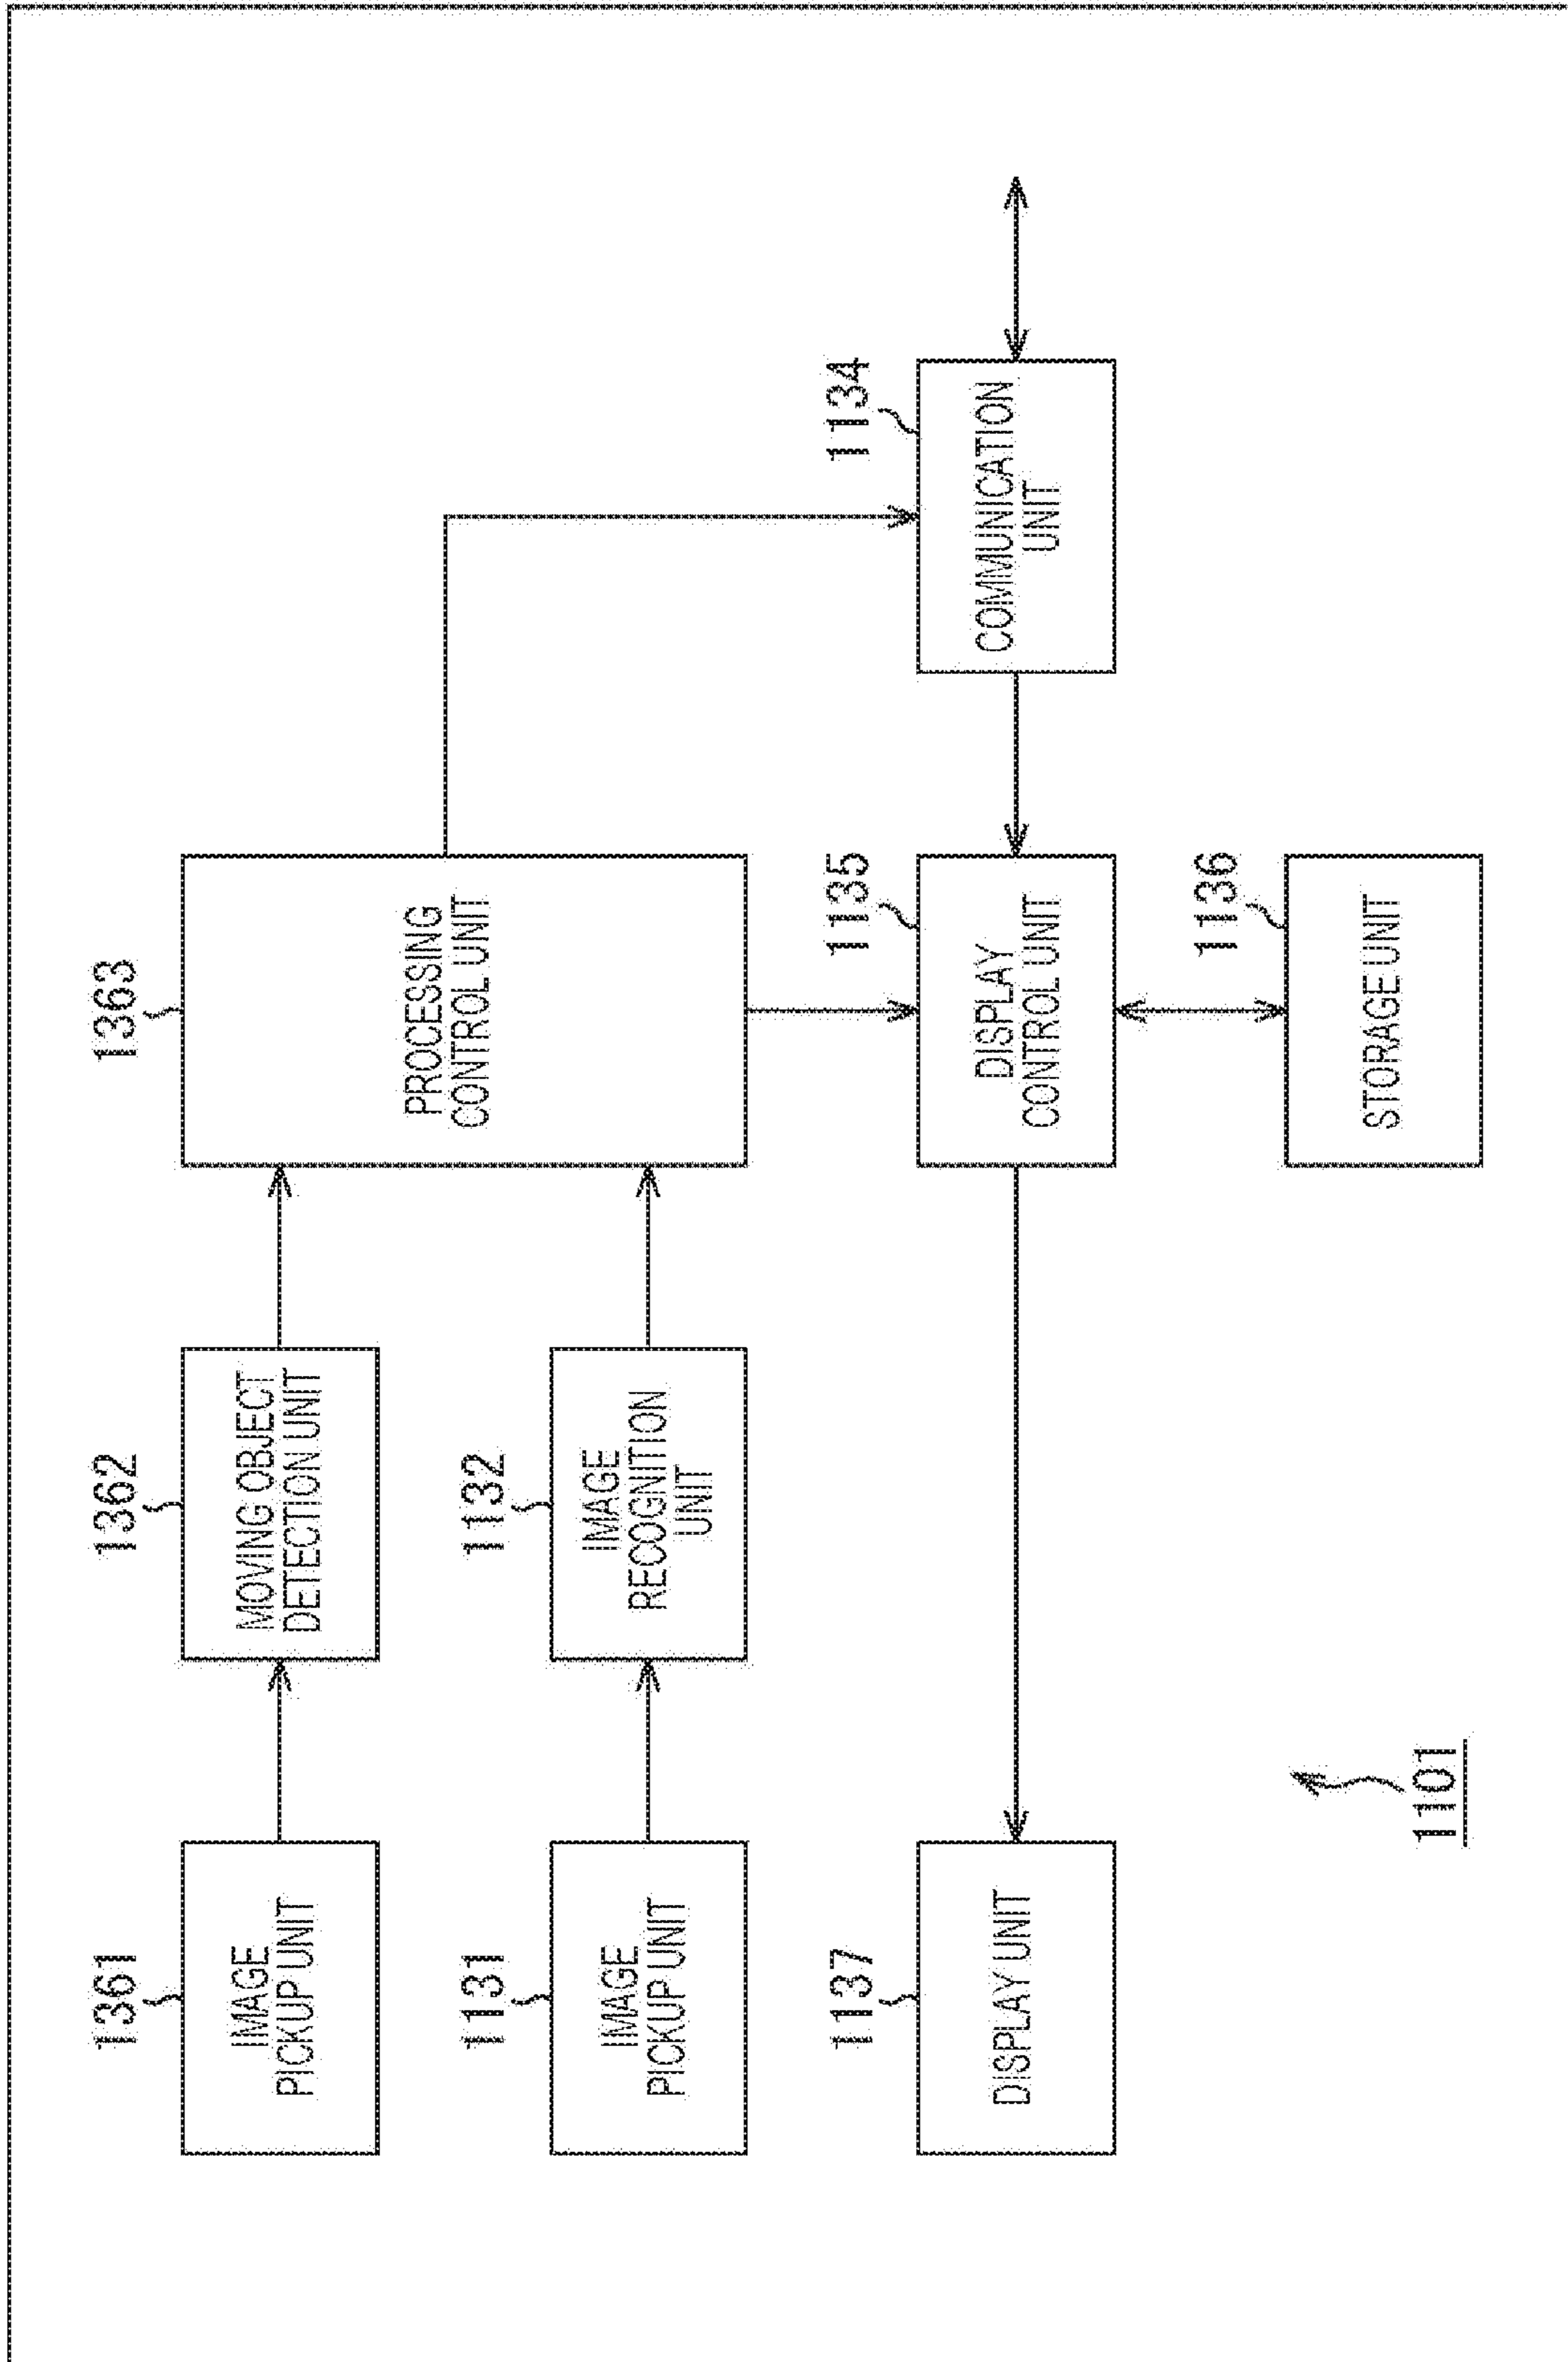 1361
IMAGE
PICKUP UNIT
1362
MOVING OBJECT
DETECTION UNIT
1363
PROCESSING
CONTROL UNIT
1131
IMAGE
PICKUP UNIT
1132
IMAGE
RECOGNITION
UNIT
1137
DISPLAY UNIT
1135
DISPLAY
CONTROL UNIT
1134
COMMUNICATION
UNIT
1136
STORAGE UNIT
1101